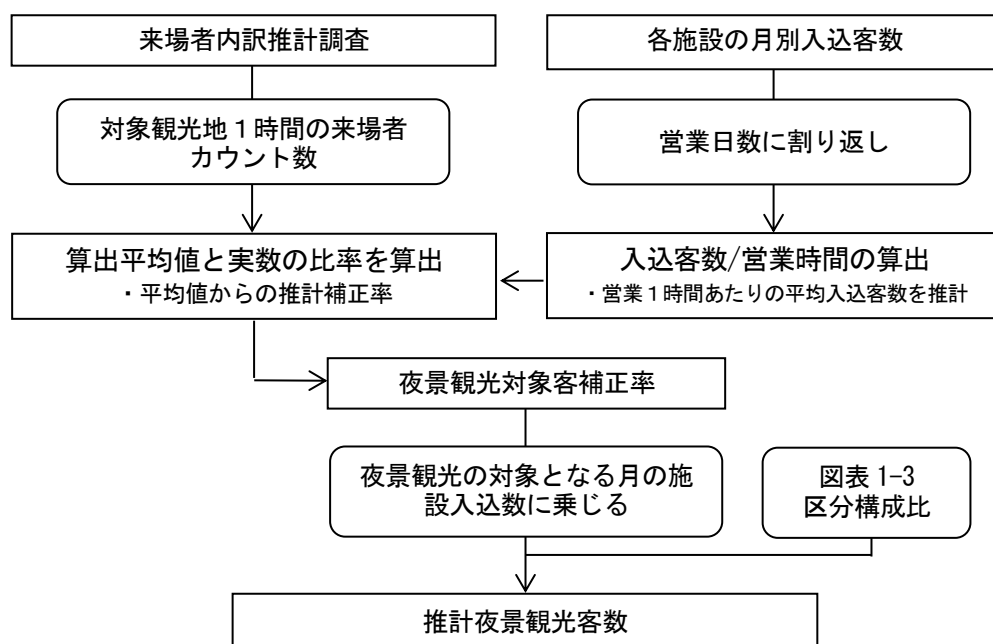 来場者内訳推計調査
各施設の月別入込客数
対象観光地１時間の来場者
カウント数
営業日数に割り返し
算出平均値と実数の比率を算出
・平均値からの推計補正率
入込客数/営業時間の算出
・営業１時間あたりの平均入込客数を推計
夜景観光対象客補正率
夜景観光の対象となる月の施
設入込数に乗じる
図表 1-3
区分構成比
推計夜景観光客数